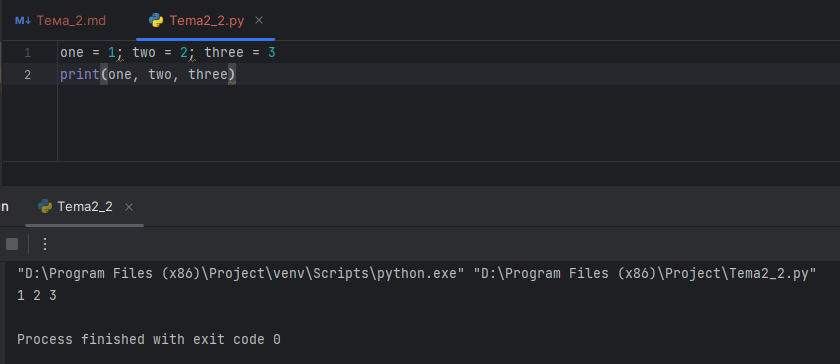 M↓ Тема_2.md Tema2_2.py ×
1 one = 1; two = 2; three = 3
2 print(one, two, three)
n Tema2_2 ×
"D:\Program Files (x86)\Project\venv\Scripts\python.exe" "D:\Program Files (x86)\Project\Tema2_2.py"
1 2 3
Process finished with exit code 0